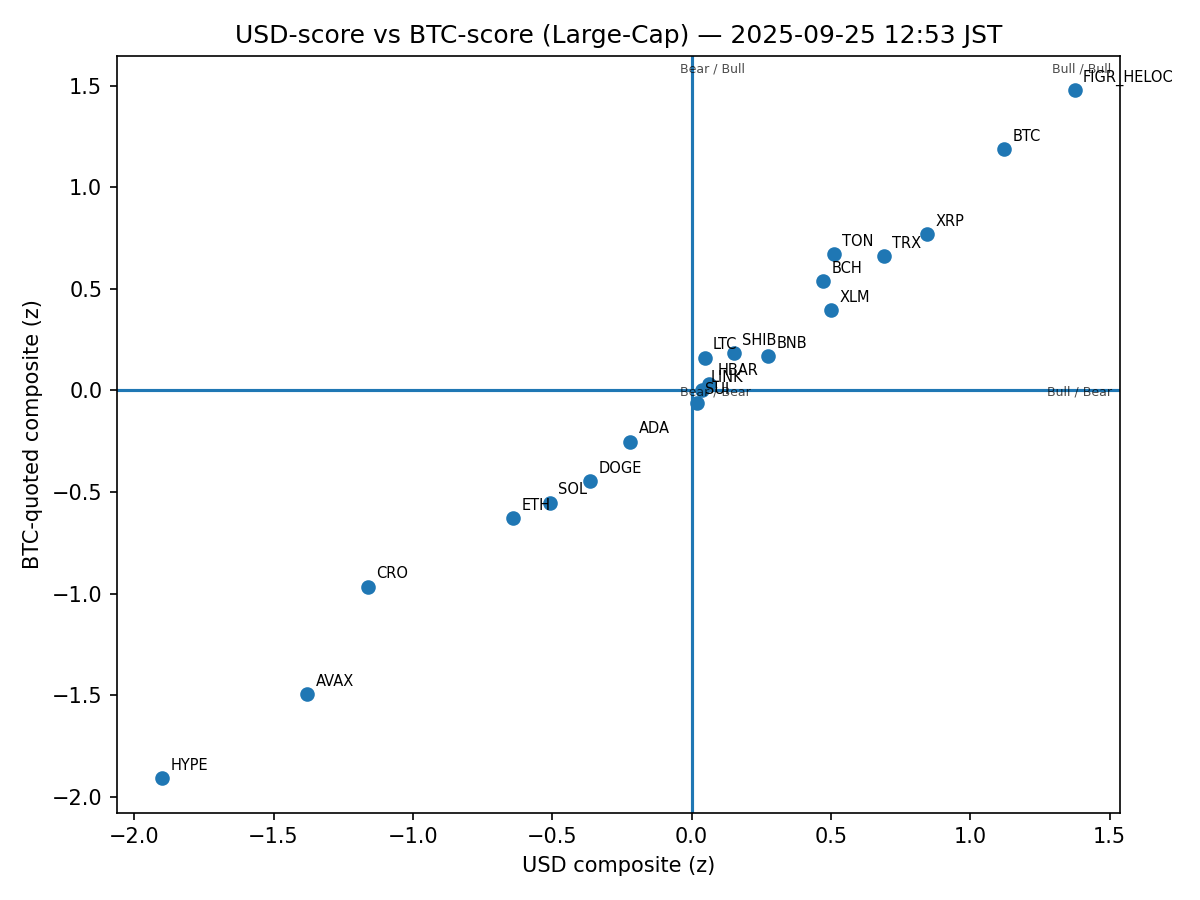 USD-score vs BTC-score (Large-Cap) — 2025-09-25 12:53 JST
Bear / Bull
Bull / Bull
FIGR_HELOC
BTC
XRP
TON
TRX
BCH
XLM
LTC
SHIB
BNB
HBAR
LINK
SUI
Bear / Bear
Bull / Bear
ADA
DOGE
SOL
ETH
CRO
AVAX
HYPE
1.5
1.0
0.5
0.0
−0.5
−1.0
−1.5
−2.0
BTC-quoted composite (z)
−2.0
−1.5
−1.0
−0.5
0.0
0.5
1.0
1.5
USD composite (z)